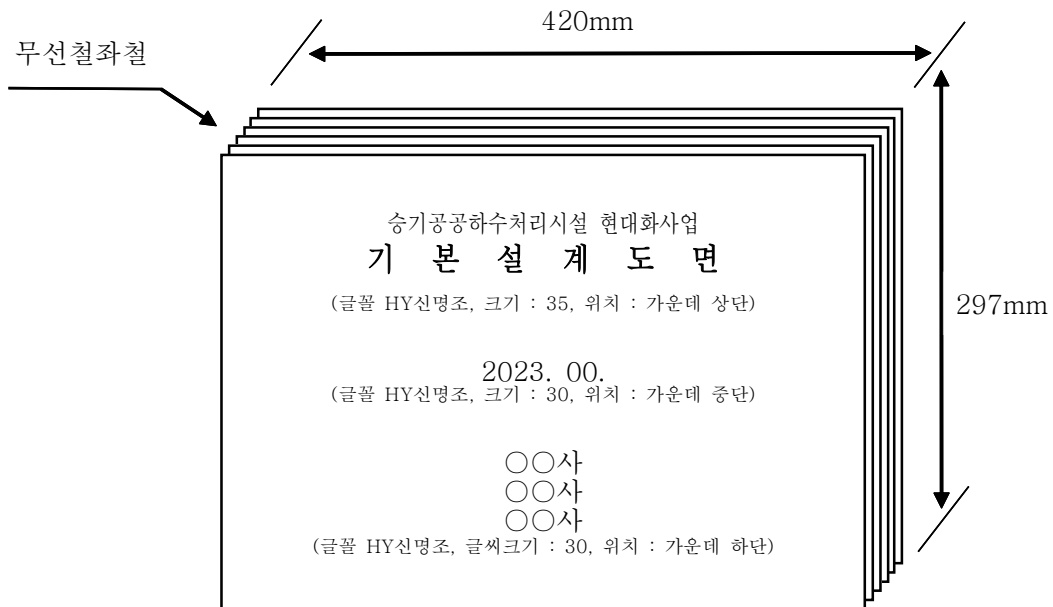 420mm
무선철좌철
승기공공하수처리시설 현대화사업
기 본 설 계 도 면
(글꼴 HY신명조, 크기 : 35, 위치 : 가운데 상단)
297mm
2023. 00.
(글꼴 HY신명조, 크기 : 30, 위치 : 가운데 중단)
○○사
○○사
○○사
(글꼴 HY신명조, 글씨크기 : 30, 위치 : 가운데 하단)